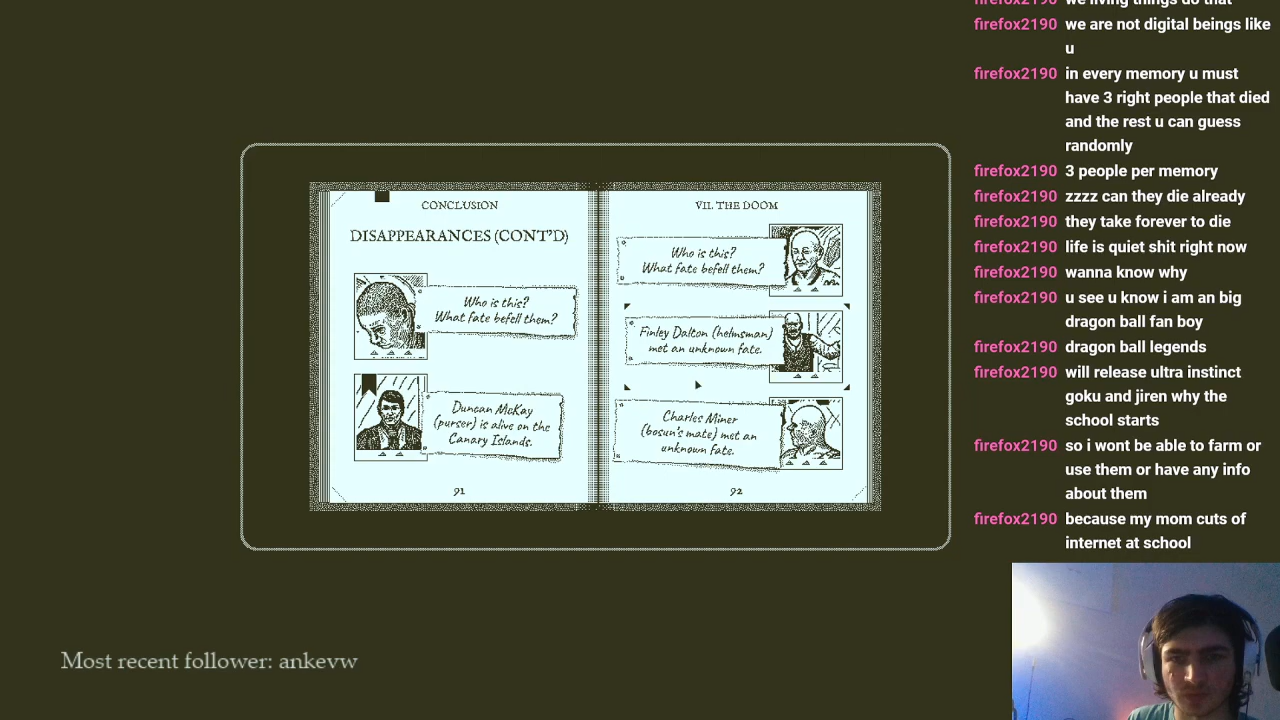 CONCLUSION
DISAPPEARANCES (CONT'D)
Who is this?
What fate befell them?
Duncan McKay
(purser) is alive on the
Canary Islands.
91
VII. THE DOOM
Who is this?
What fate befell them?
Finley Dalton (helmsman)
met an unknown fate.
Charles Miner
(bosun's mate) met an
unknown fate.
92
we living things do that
firefox2190 we are not digital beings like
u
firefox2190 in every memory u must
have 3 right people that died
and the rest u can guess
randomly
firefox2190 3 people per memory
firefox2190 zzzz can they die already
firefox2190 they take forever to die
firefox2190 life is quiet shit right now
firefox2190 wanna know why
firefox2190 u see u know i am an big
dragon ball fan boy
firefox2190 dragon ball legends
firefox2190 will release ultra instinct
goku and jiren why the
school starts
firefox2190 so i wont be able to farm or
use them or have any info
about them
firefox2190 because my mom cuts of
internet at school
Most recent follower: ankevw